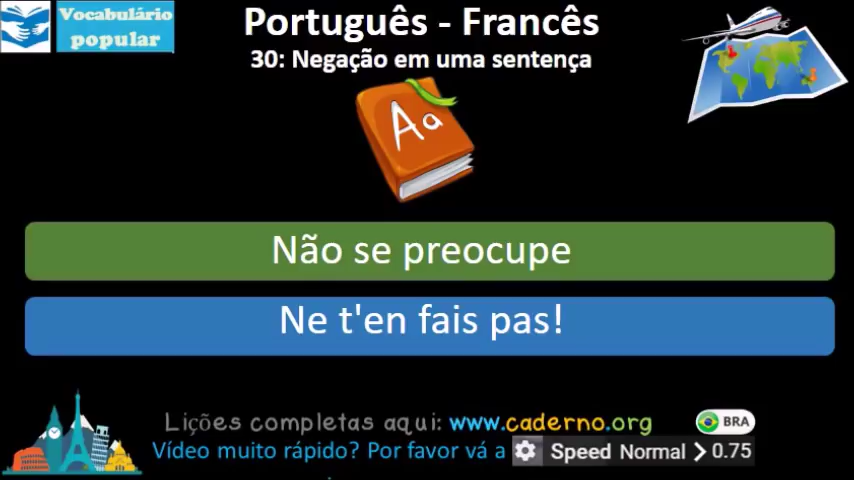 Vocabulário
popular
Português - Francês
30: Negação em uma sentença
Aa
Não se preocupe
Ne t'en fais pas!
Lições completas aqui: www.caderno.org
BRA
Vídeo muito rápido? Por favor vá a Speed Normal > 0.75